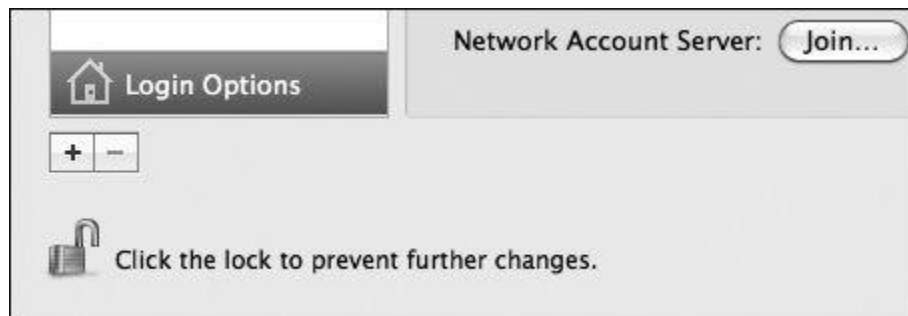 Network Account Server: Join...
Login Options
+ −
Click the lock to prevent further changes.